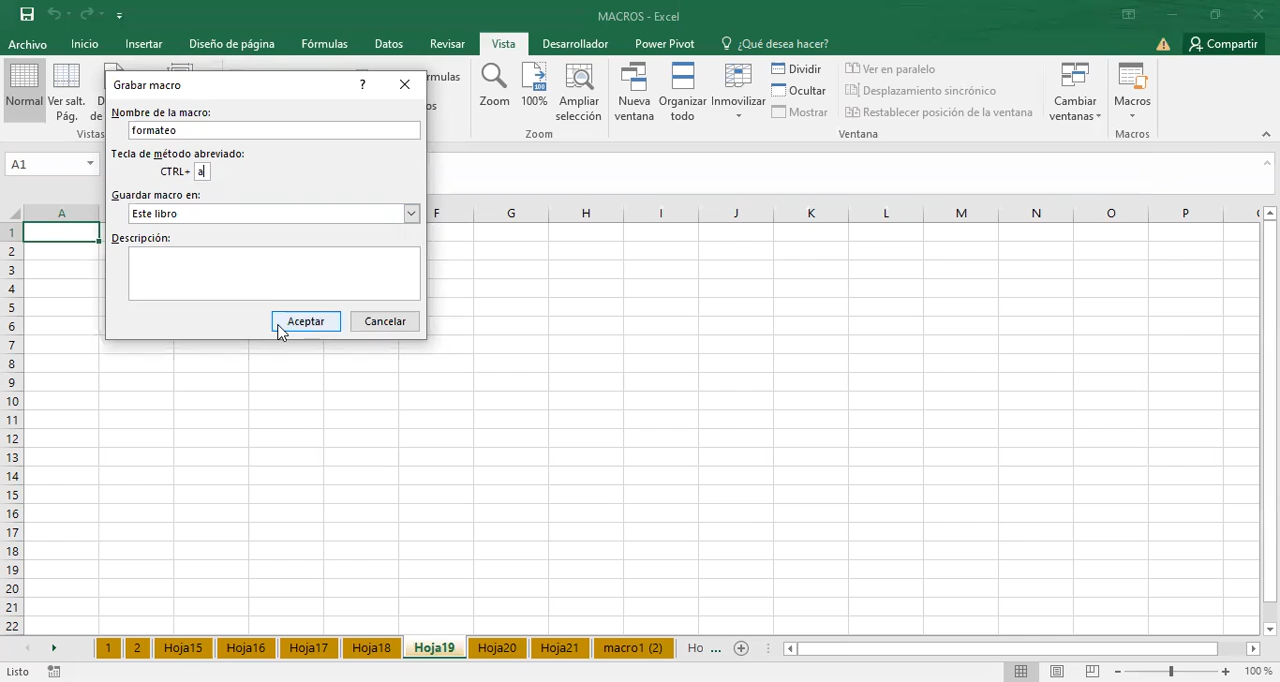 MACROS - Excel
Archivo Inicio Insertar Diseño de página Fórmulas Datos Revisar Vista Desarrollador Power Pivot ¿Qué desea hacer? Compartir
Normal
Ver salt.
Pág.
Vistas
Zoom
100%
Ampliar
selección
Zoom
Nueva
ventana
Organizar
todo
Inmovilizar
Dividir
Ocultar
Mostrar
Ver en paralelo
Desplazamiento sincrónico
Restablecer posición de la ventana
Ventana
Cambiar
ventanas
Macros
Macros
Grabar macro ?
Nombre de la macro:
formateo
Tecla de método abreviado:
CTRL+ a
Guardar macro en:
Este libro
Descripción:
Aceptar Cancelar
A1
A F G H I J K L M N O P
1
2
3
4
5
6
7
8
9
10
11
12
13
14
15
16
17
18
19
20
21
22
1 2 Hoja15 Hoja16 Hoja17 Hoja18 Hoja19 Hoja20 Hoja21 macro1 (2) Ho ...
Listo 100 %